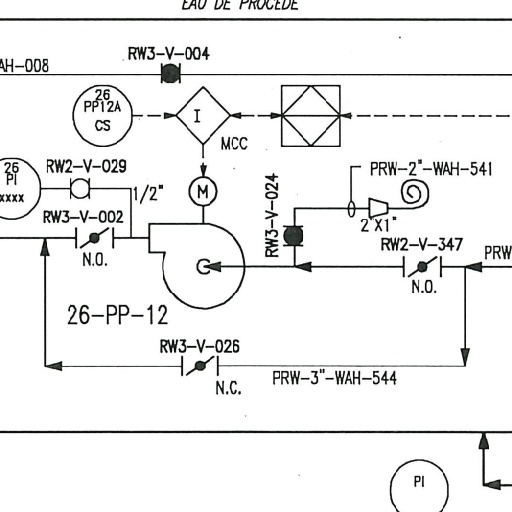 EAU DE PROCÉDÉ
RW3-V-004
AH-008
26
PP12A
CS
I
MCC
26
PI
xxxx
RW2-V-029
1/2"
M
RW3-V-024
PRW-2"-WAH-541
2"X1"
RW3-V-002
N.O.
RW2-V-347
N.O.
PRW
C
26-PP-12
RW3-V-026
N.C.
PRW-3"-WAH-544
PI